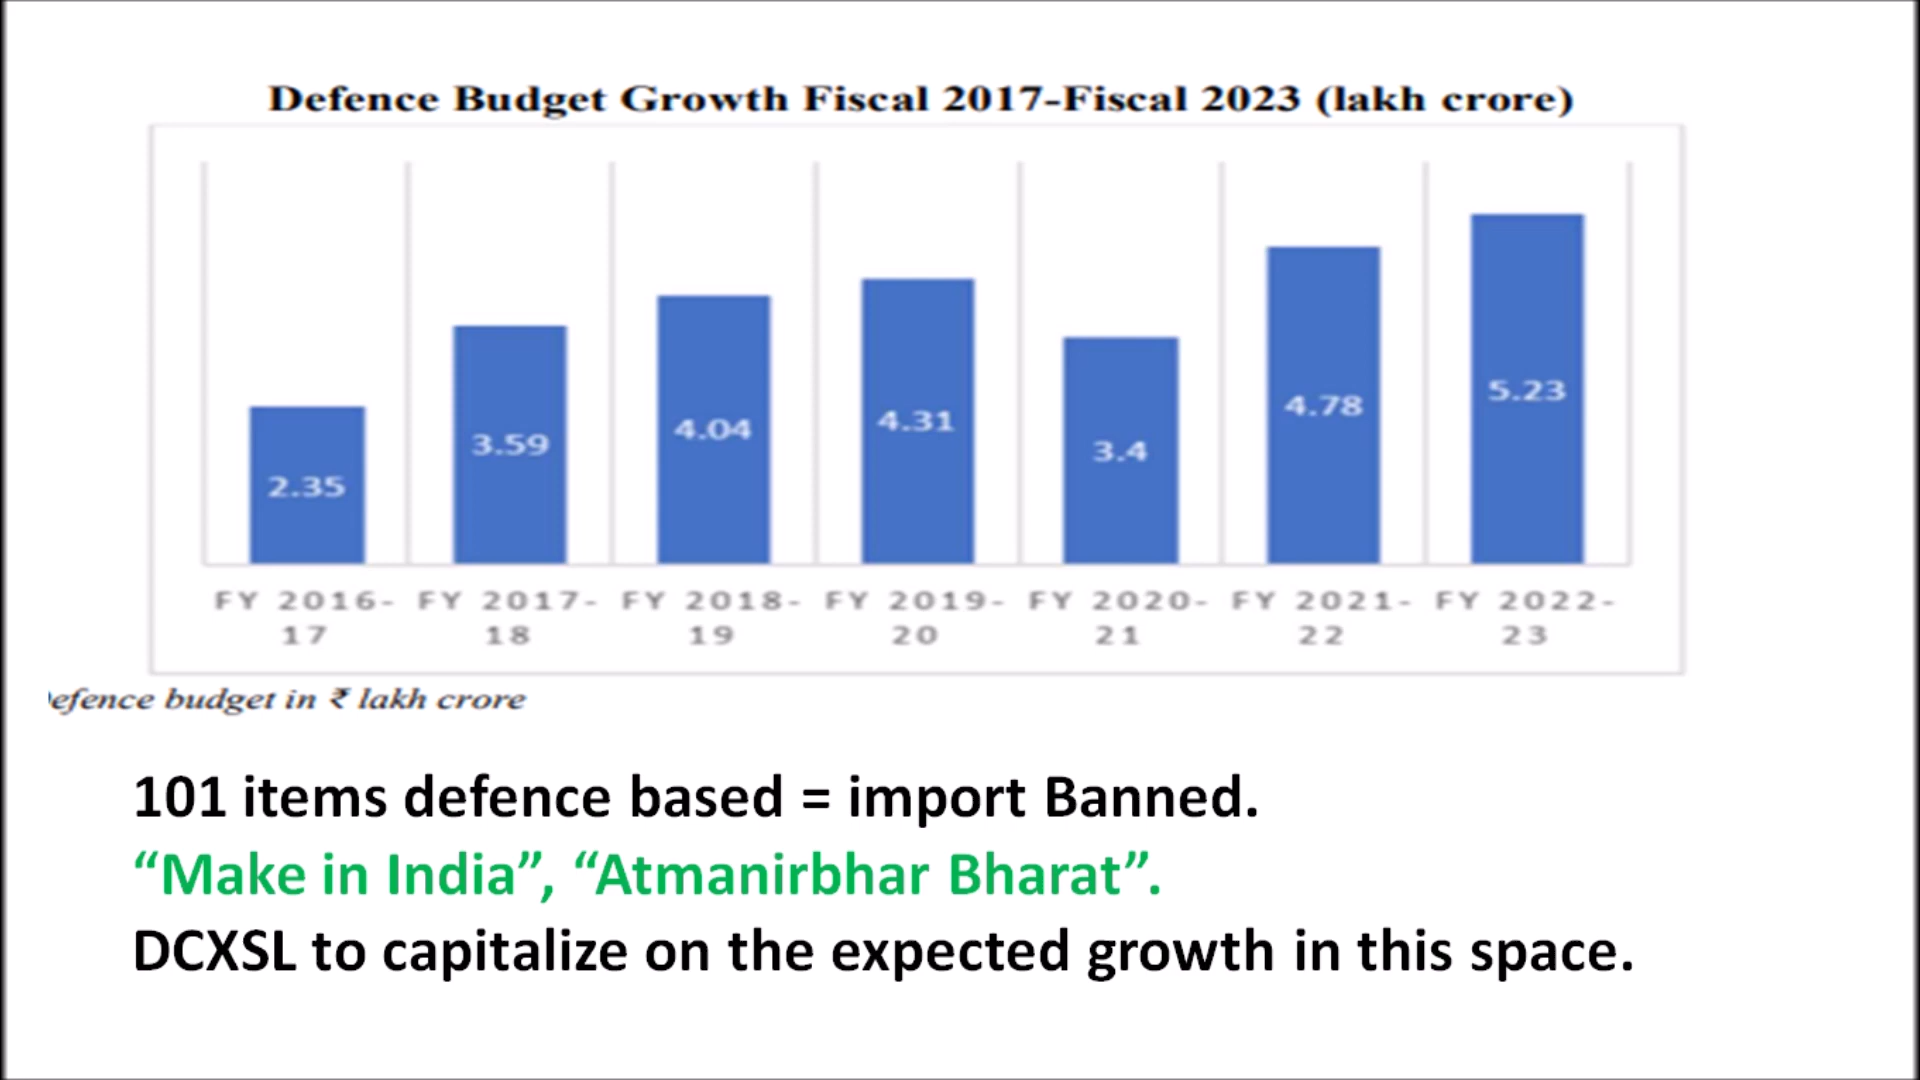 Defence Budget Growth Fiscal 2017-Fiscal 2023 (lakh crore)
2.35
3.59
4.04
4.31
3.4
4.78
5.23
FY 2016-17
FY 2017-18
FY 2018-19
FY 2019-20
FY 2020-21
FY 2021-22
FY 2022-23
efence budget in ₹ lakh crore
101 items defence based = import Banned.
“Make in India”, “Atmanirbhar Bharat”.
DCXSL to capitalize on the expected growth in this space.